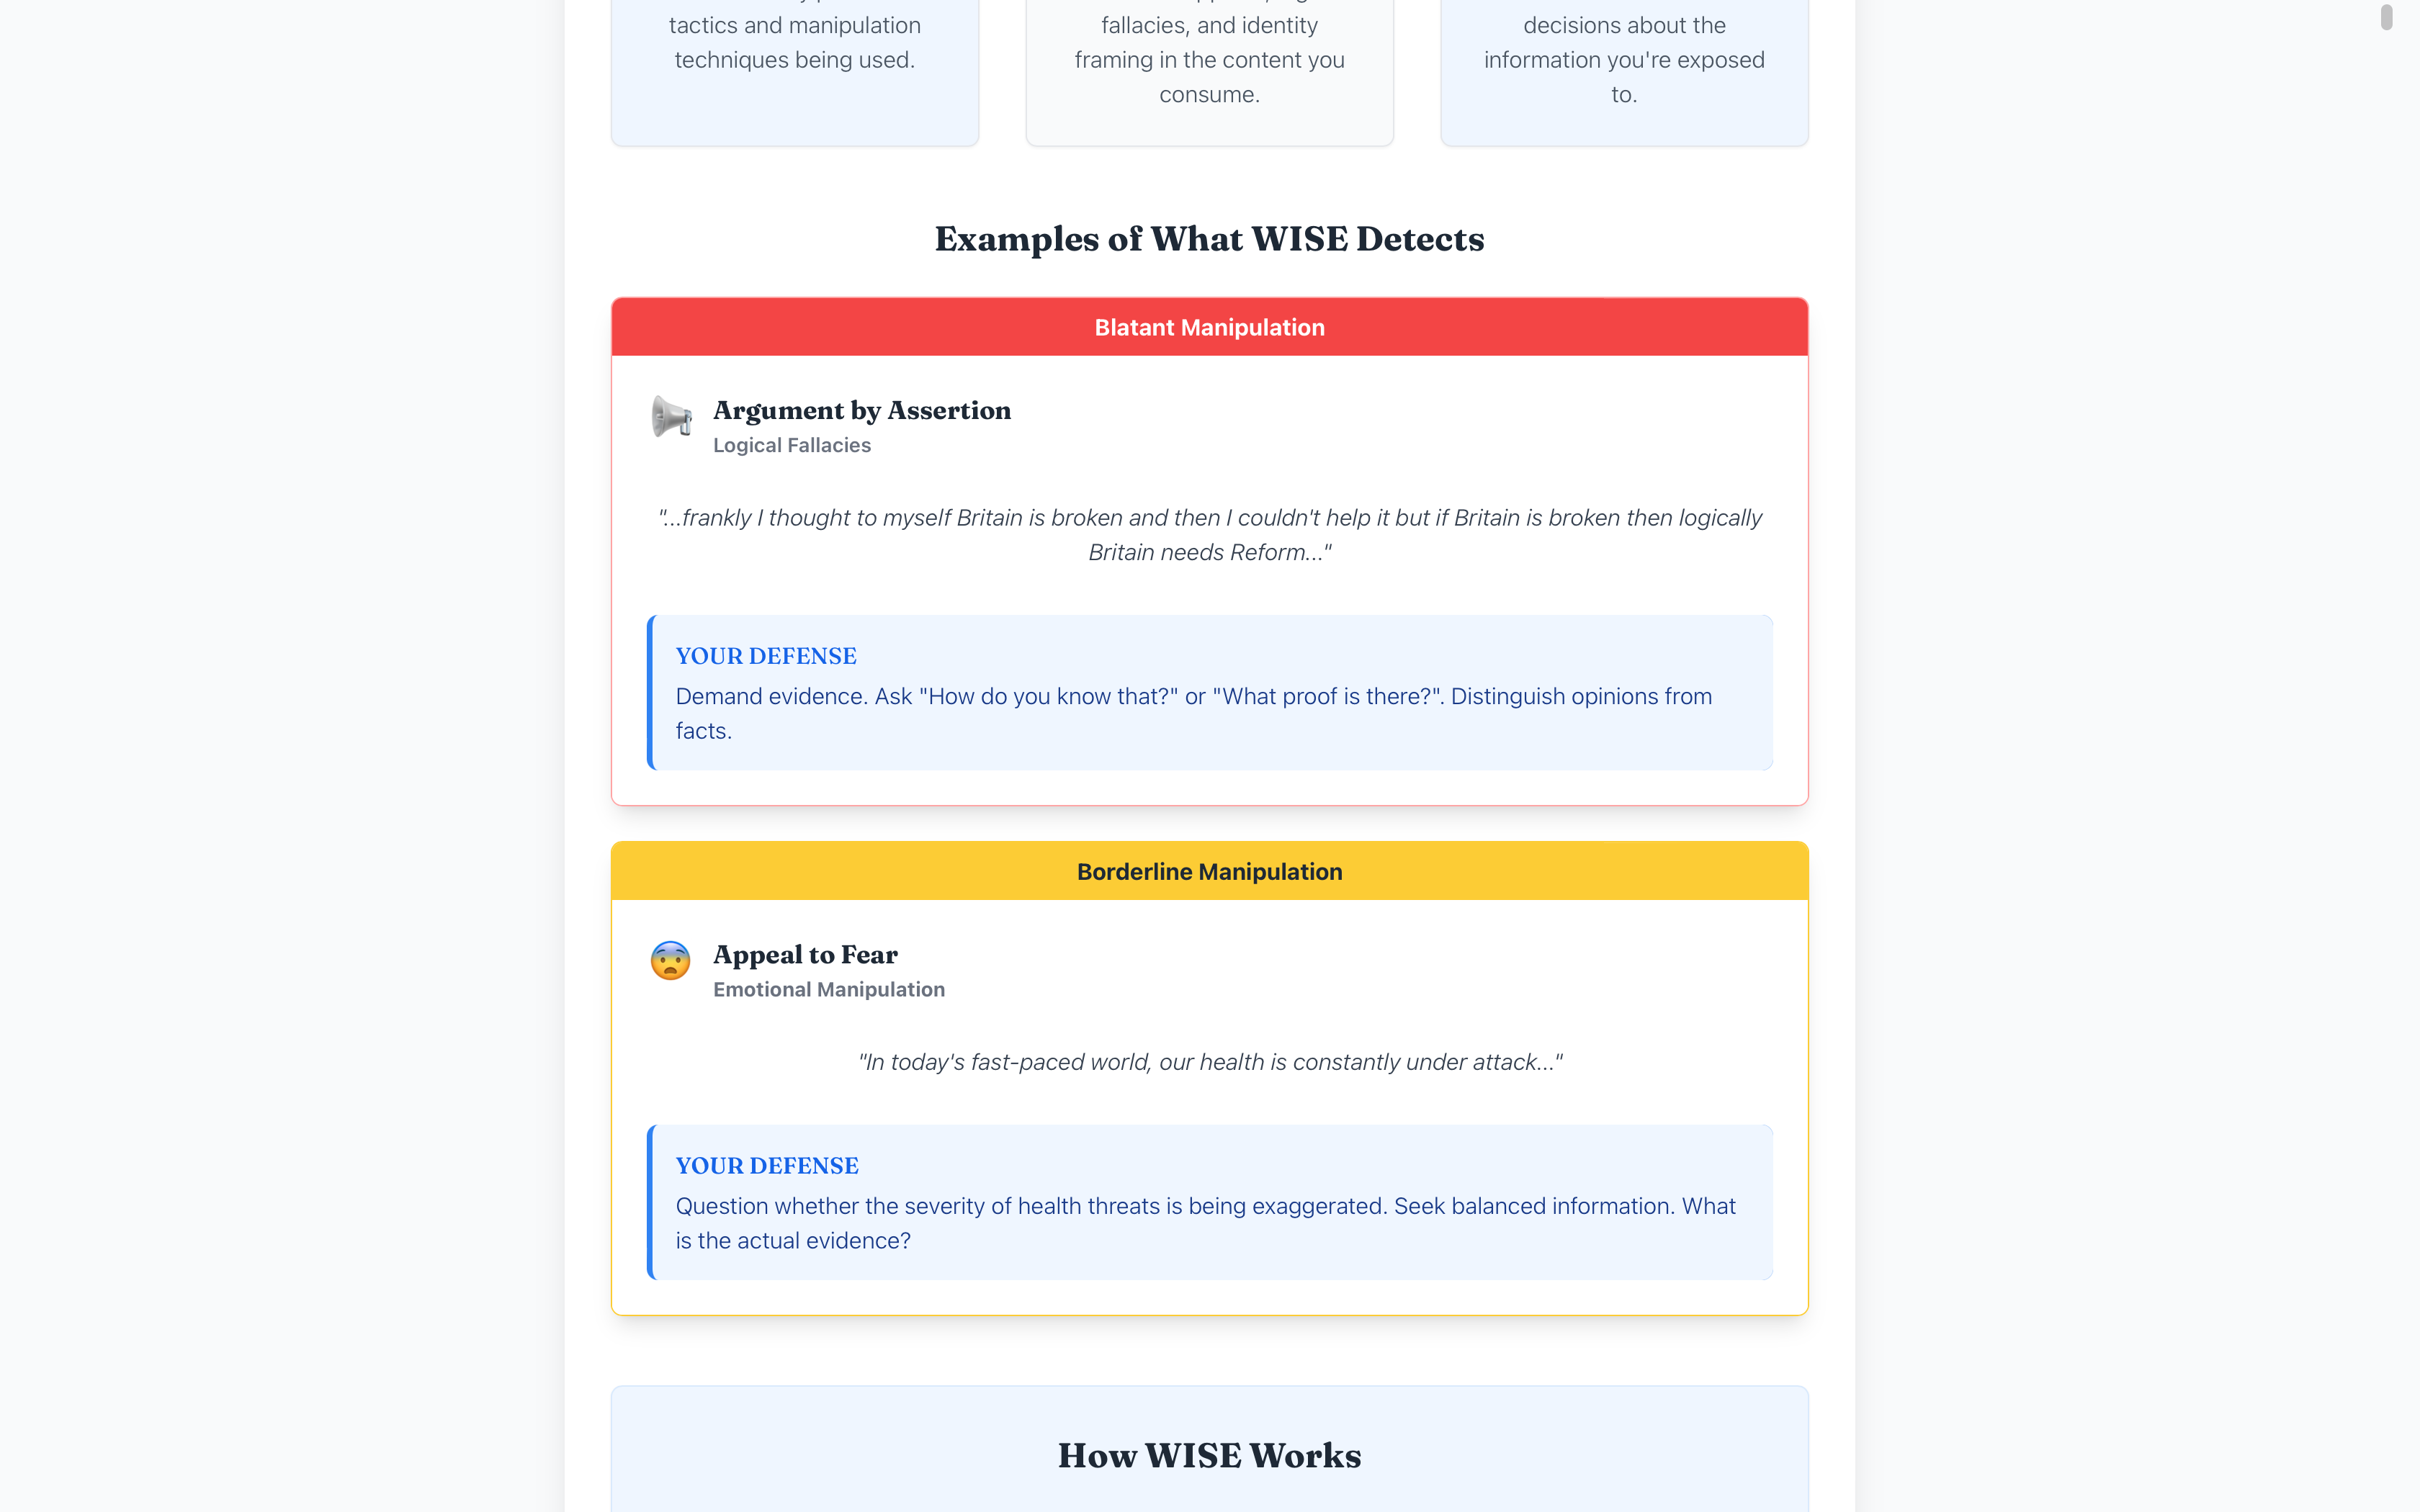 tactics and manipulation
techniques being used.
fallacies, and identity
framing in the content you
consume.
decisions about the
information you're exposed
to.
Examples of What WISE Detects
Blatant Manipulation
Argument by Assertion
Logical Fallacies
"...frankly I thought to myself Britain is broken and then I couldn't help it but if Britain is broken then logically
Britain needs Reform..."
YOUR DEFENSE
Demand evidence. Ask "How do you know that?" or "What proof is there?". Distinguish opinions from
facts.
Borderline Manipulation
Appeal to Fear
Emotional Manipulation
"In today's fast-paced world, our health is constantly under attack..."
YOUR DEFENSE
Question whether the severity of health threats is being exaggerated. Seek balanced information. What
is the actual evidence?
How WISE Works